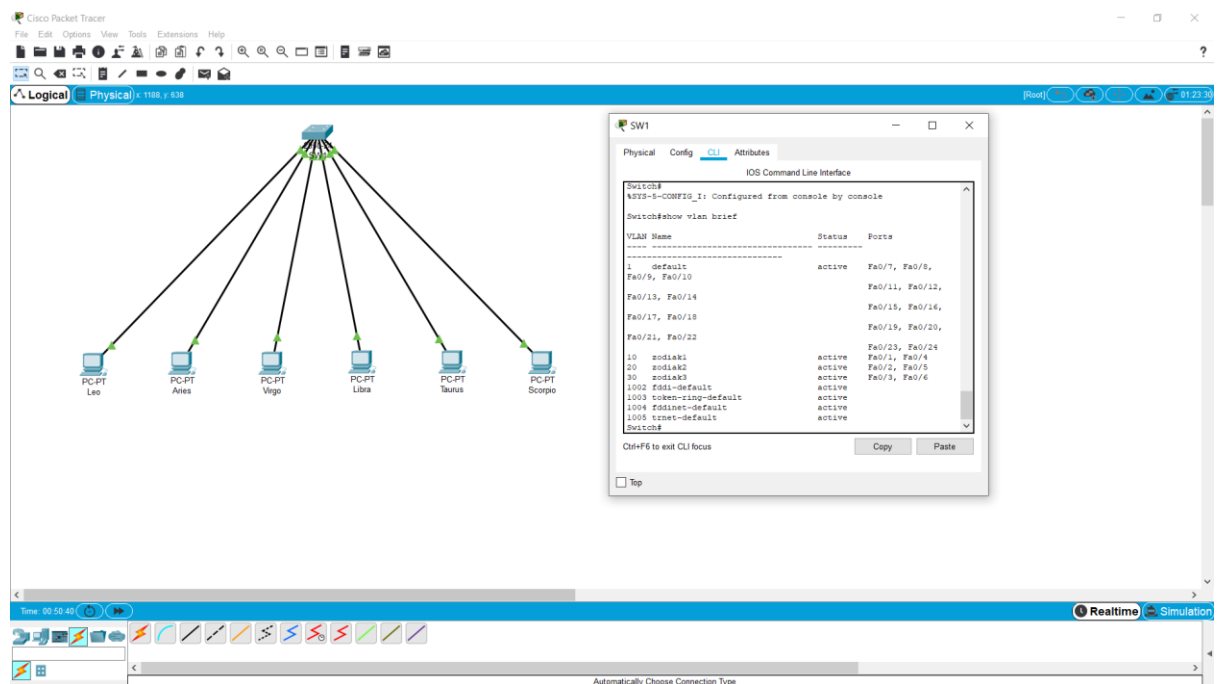 Cisco Packet Tracer
File Edit Options View Tools Extensions Help
?
Logical Physical x: 1188, y: 638
[Root] 01:23:30
SW1
PC-PT
Leo
PC-PT
Aries
PC-PT
Virgo
PC-PT
Libra
PC-PT
Taurus
PC-PT
Scorpio
SW1
Physical Config CLI Attributes
IOS Command Line Interface
Switch#
%SYS-5-CONFIG_I: Configured from console by console
Switch#show vlan brief
VLAN Name Status Ports
---- -------------------------------- ---------
-------------------------------
1 default active Fa0/7, Fa0/8,
Fa0/9, Fa0/10
Fa0/11, Fa0/12,
Fa0/13, Fa0/14
Fa0/15, Fa0/16,
Fa0/17, Fa0/18
Fa0/19, Fa0/20,
Fa0/21, Fa0/22
Fa0/23, Fa0/24
10 zodiak1 active Fa0/1, Fa0/4
20 zodiak2 active Fa0/2, Fa0/5
30 zodiak3 active Fa0/3, Fa0/6
1002 fddi-default active
1003 token-ring-default active
1004 fddinet-default active
1005 trnet-default active
Switch#
Ctrl+F6 to exit CLI focus
Copy Paste
Top
Time: 00:50:40
Realtime Simulation
Automatically Choose Connection Type